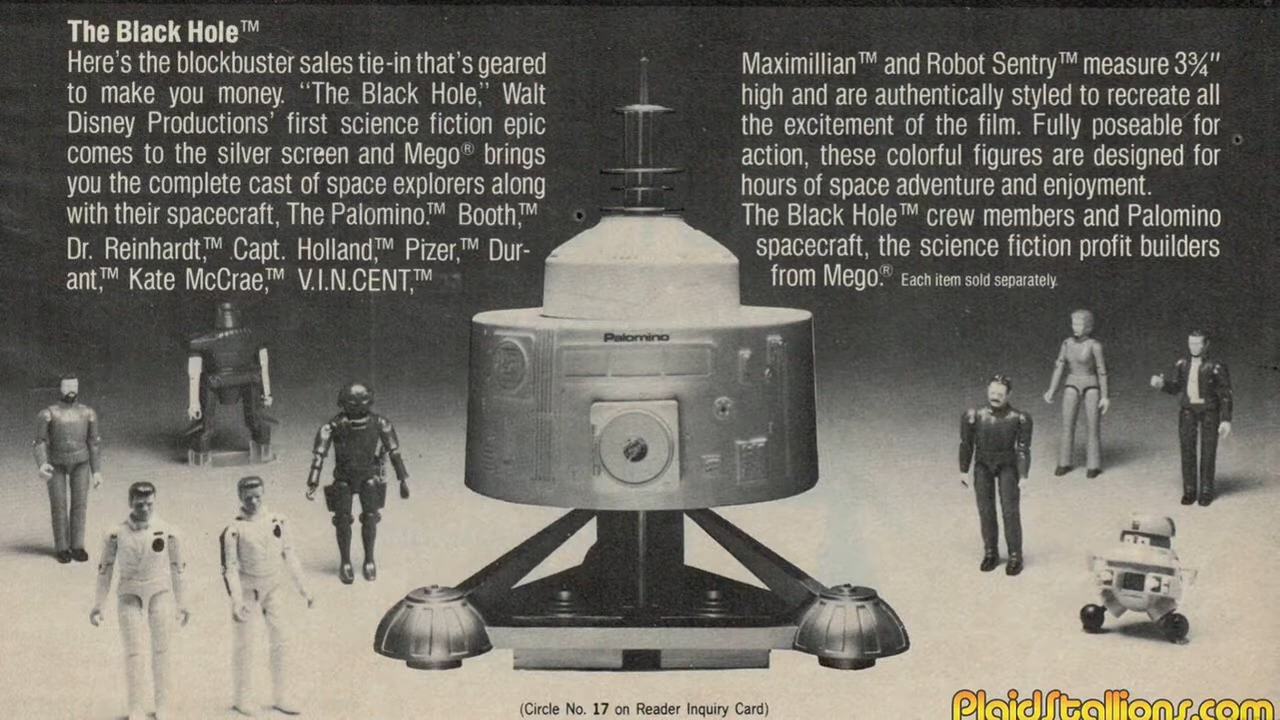 The Black Hole™
Here's the blockbuster sales tie-in that's geared
to make you money. "The Black Hole," Walt
Disney Productions' first science fiction epic
comes to the silver screen and Mego® brings
you the complete cast of space explorers along
with their spacecraft, The Palomino.™ Booth,™
Dr. Reinhardt,™ Capt. Holland,™ Pizer,™ Dur-
ant,™ Kate McCrae,™ V.I.N.CENT,™
Maximillian™ and Robot Sentry™ measure 3¾"
high and are authentically styled to recreate all
the excitement of the film. Fully poseable for
action, these colorful figures are designed for
hours of space adventure and enjoyment.
The Black Hole™ crew members and Palomino
spacecraft, the science fiction profit builders
from Mego.® Each item sold separately.
Palomino
(Circle No. 17 on Reader Inquiry Card)
PlaidStallions.com